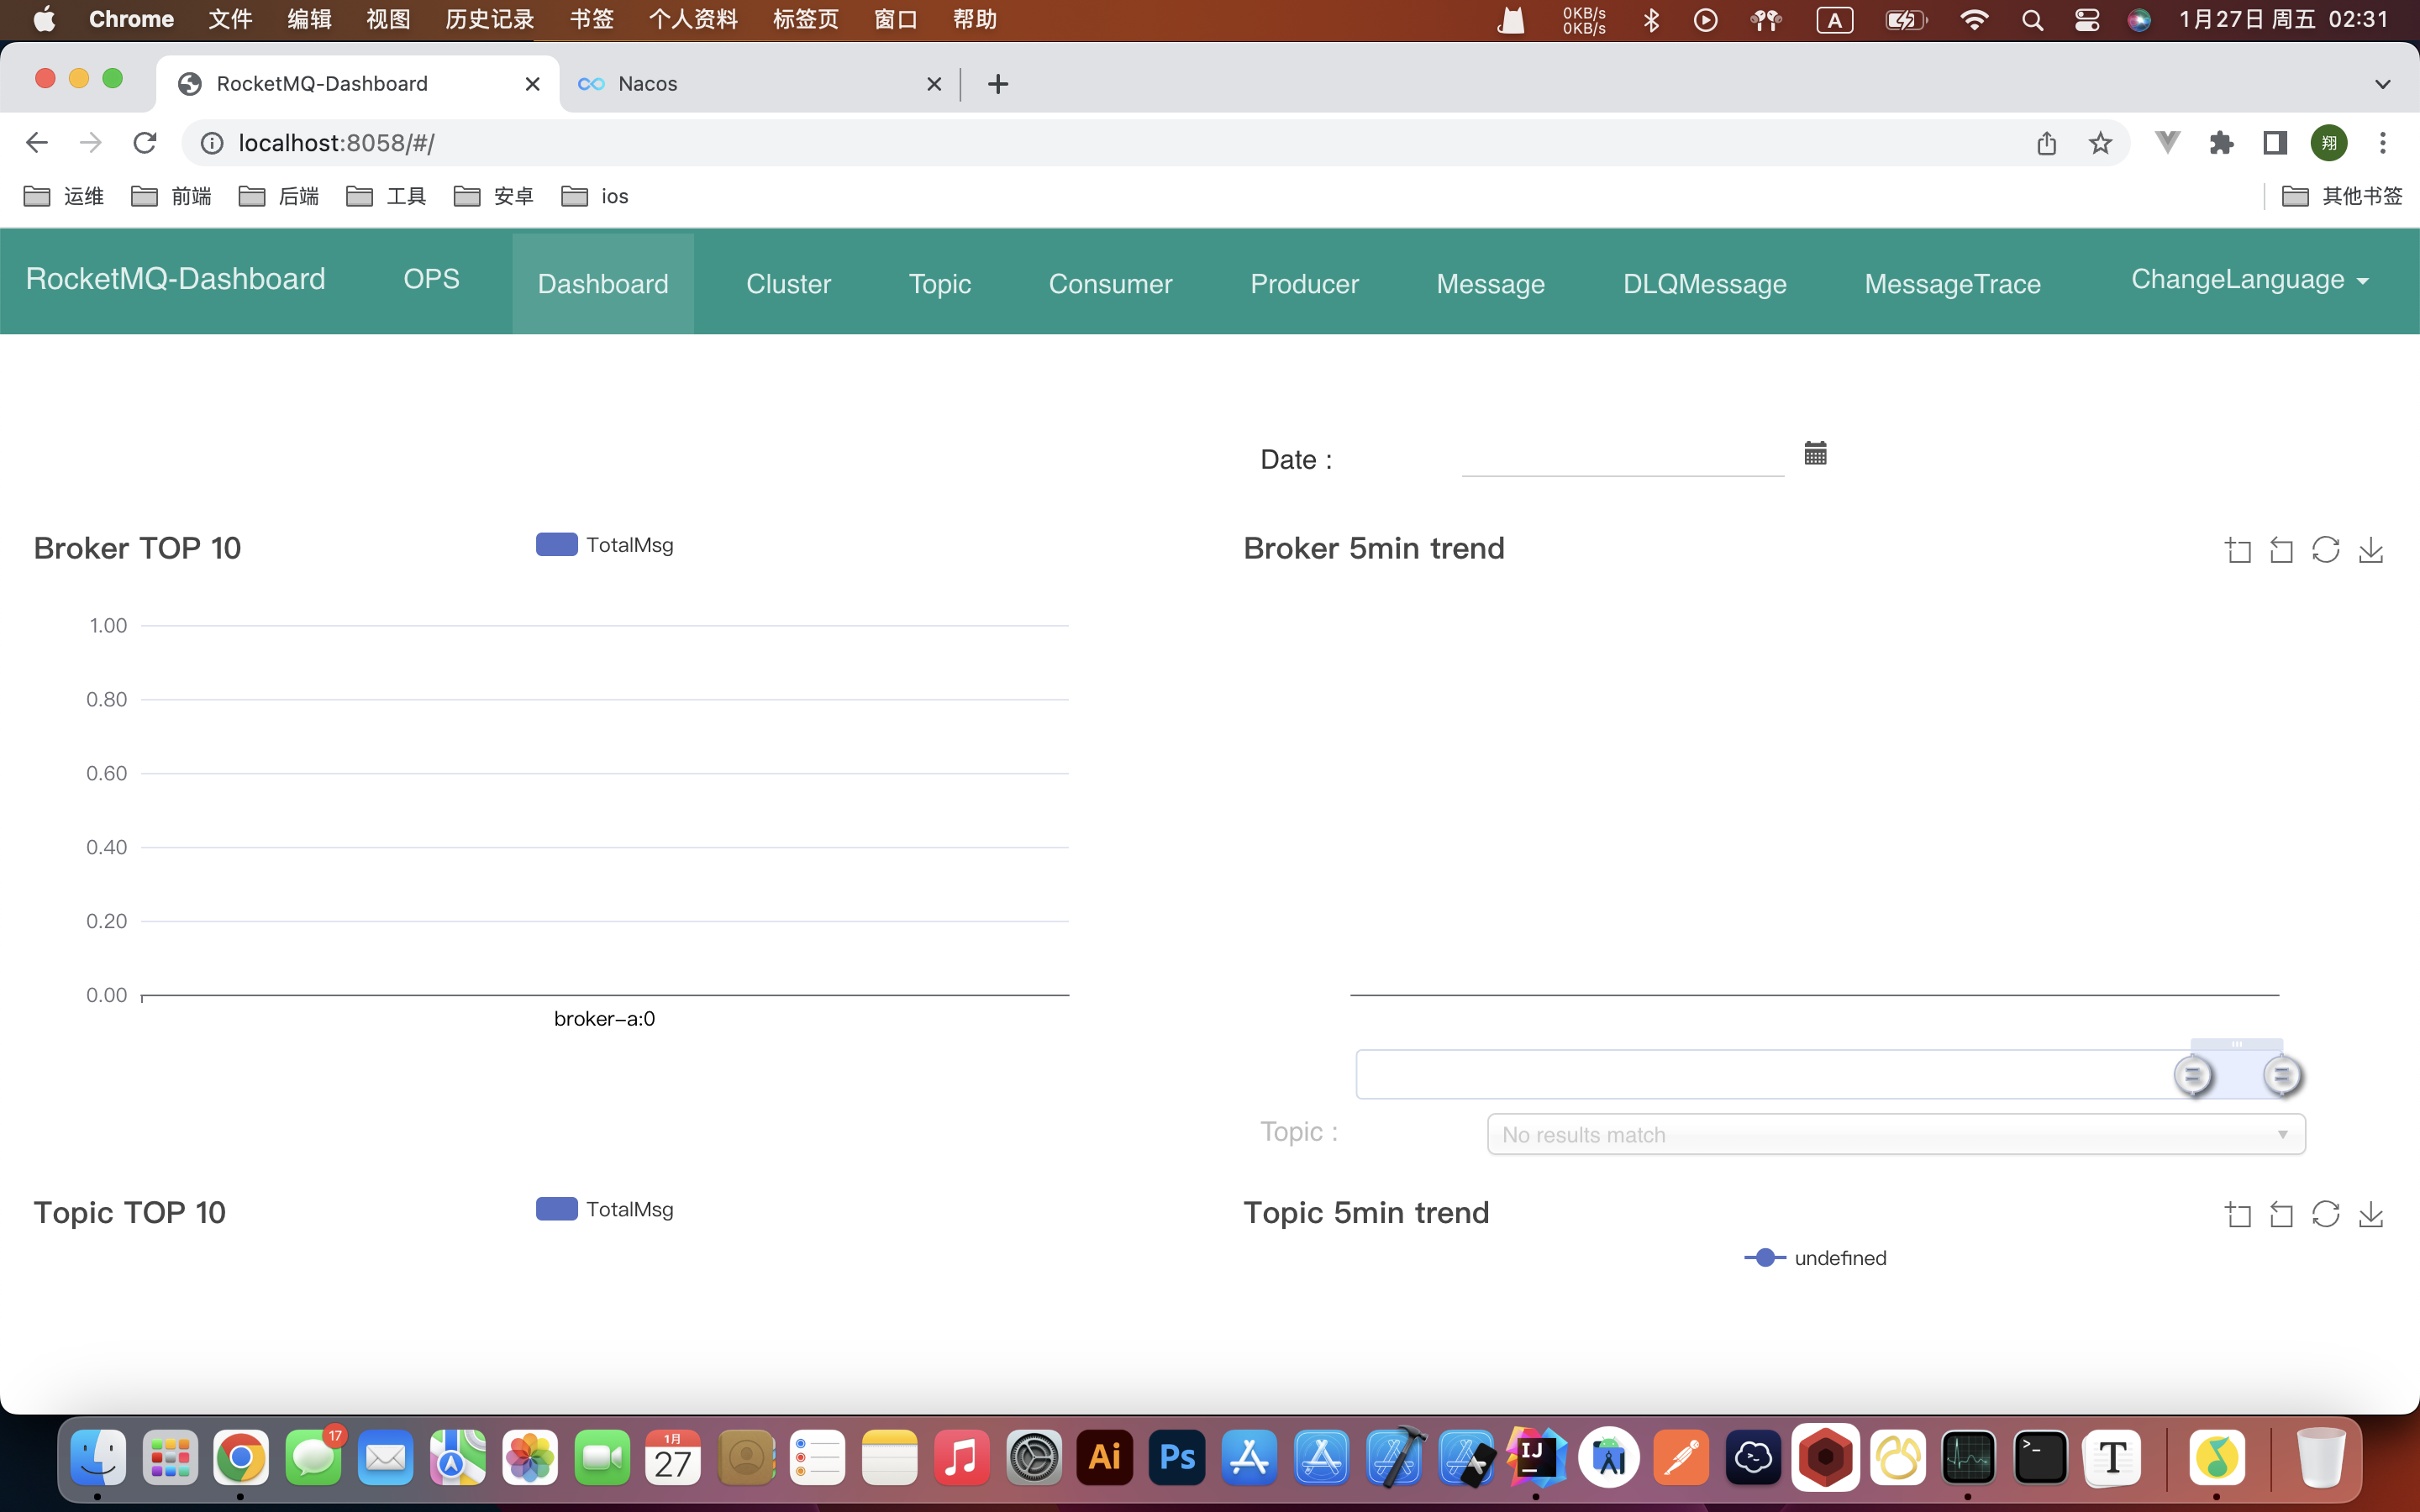 Chrome 文件 编辑 视图 历史记录 书签 个人资料 标签页 窗口 帮助 0KB/s 0KB/s A 1月27日 周五 02:31
RocketMQ-Dashboard Nacos
localhost:8058/#/ 翔
运维 前端 后端 工具 安卓 ios 其他书签
RocketMQ-Dashboard OPS Dashboard Cluster Topic Consumer Producer Message DLQMessage MessageTrace ChangeLanguage
Date :
Broker TOP 10 TotalMsg Broker 5min trend
1.00
0.80
0.60
0.40
0.20
0.00
broker-a:0
Topic : No results match
Topic TOP 10 TotalMsg Topic 5min trend
undefined
17 1月 27 Ai Ps IJ >_ T